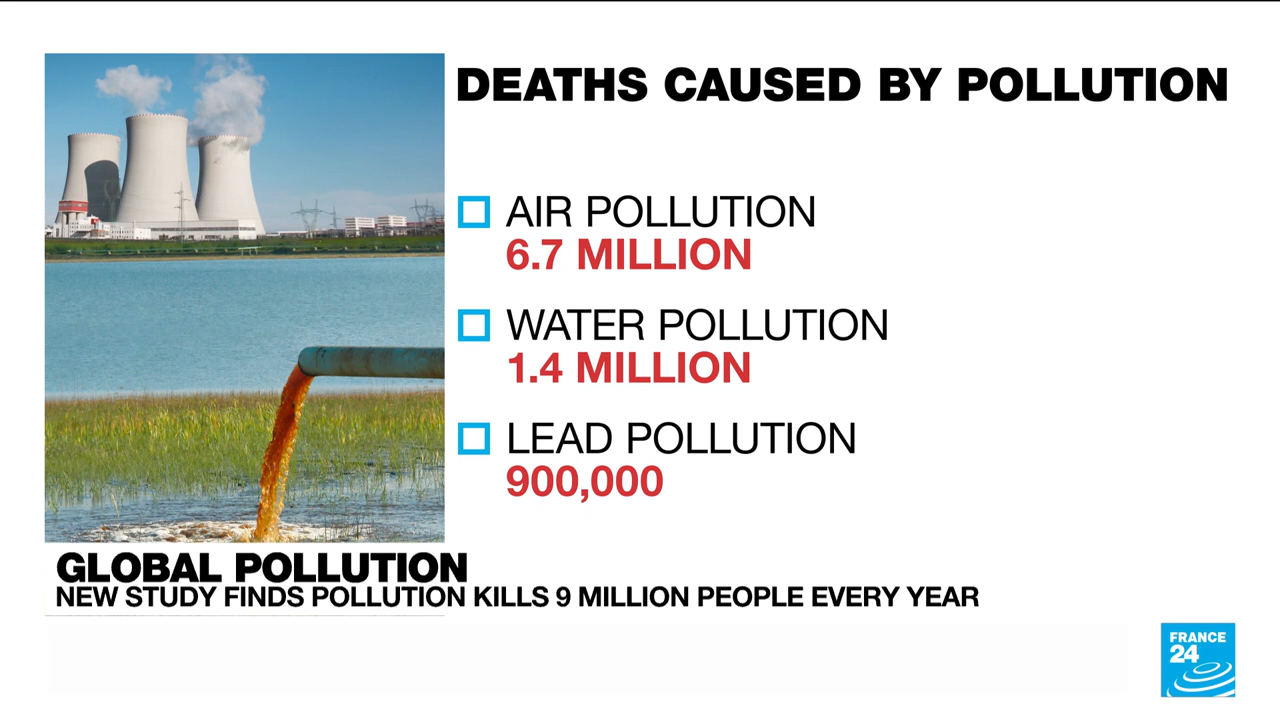 DEATHS CAUSED BY POLLUTION
AIR POLLUTION
6.7 MILLION
WATER POLLUTION
1.4 MILLION
LEAD POLLUTION
900,000
GLOBAL POLLUTION
NEW STUDY FINDS POLLUTION KILLS 9 MILLION PEOPLE EVERY YEAR
FRANCE
24